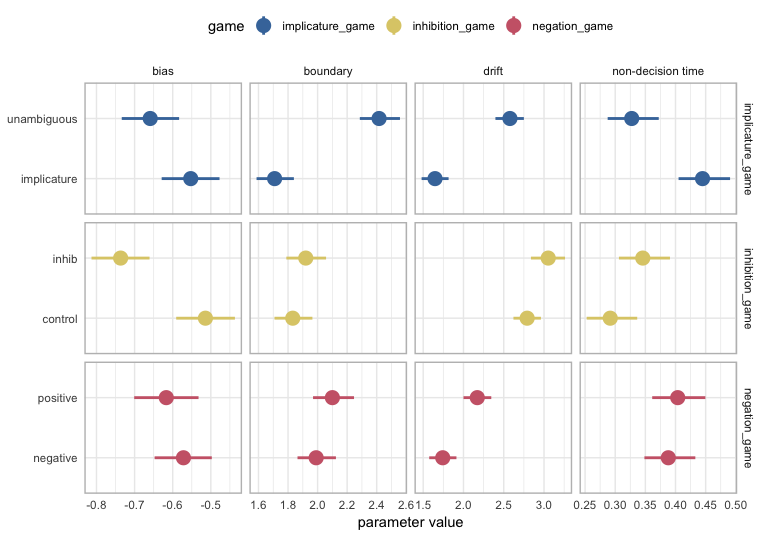 game implicature_game inhibition_game negation_game
bias boundary drift non-decision time
unambiguous
implicature
implicature_game
inhib
control
inhibition_game
positive
negative
negation_game
-0.8 -0.7 -0.6 -0.5 1.6 1.8 2.0 2.2 2.4 2.6 1.5 2.0 2.5 3.0 0.25 0.30 0.35 0.40 0.45 0.50
parameter value